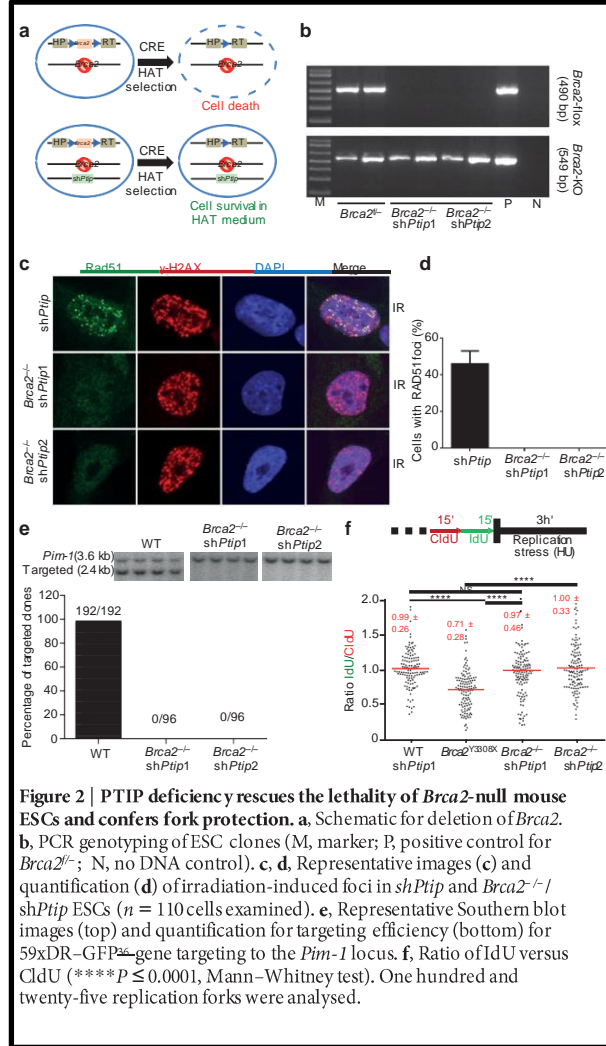 a
HP Brca2 RT
CRE
HAT
selection
HP RT
Brca2
Brca2
Cell death
HP Brca2 RT
CRE
HAT
selection
HP RT
Brca2
Brca2
shPtip
shPtip
Cell survival in
HAT medium
b
Brca2-flox
(490 bp)
Brca2-KO
(549 bp)
M
Brca2f/-
Brca2–/–
shPtip1
Brca2–/–
shPtip2
P
N
c
Rad51
γ-H2AX
DAPI
Merge
shPtip
IR
Brca2–/–
shPtip1
IR
Brca2–/–
shPtip2
IR
d
Cells with RAD51 foci (%)
60
40
20
0
shPtip
Brca2–/–
shPtip1
Brca2–/–
shPtip2
e
WT
Brca2–/–
shPtip1
Brca2–/–
shPtip2
Pim-1(3.6 kb)
Targeted (2.4 kb)
Percentage of targeted clones
120
100
80
60
40
20
0
192/192
0/96
0/96
WT
Brca2–/–
shPtip1
Brca2–/–
shPtip2
f
15'
CldU
15'
IdU
3h'
Replication
stress (HU)
NS
****
****
****
Ratio IdU/CldU
2.0
1.5
1.0
0.5
0
0.99 ±
0.26
0.71 ±
0.28
0.97 ±
0.46
1.00 ±
0.33
WT
shPtip1
Brca2Y3308X
Brca2–/–
shPtip1
Brca2–/–
shPtip2
Figure 2 | PTIP deficiency rescues the lethality of Brca2-null mouse
ESCs and confers fork protection. a, Schematic for deletion of Brca2.
b, PCR genotyping of ESC clones (M, marker; P, positive control for
Brca2f/–; N, no DNA control). c, d, Representative images (c) and
quantification (d) of irradiation-induced foci in shPtip and Brca2–/–/
shPtip ESCs (n = 110 cells examined). e, Representative Southern blot
images (top) and quantification for targeting efficiency (bottom) for
59xDR–GFP36 gene targeting to the Pim-1 locus. f, Ratio of IdU versus
CldU (****P ≤ 0.0001, Mann–Whitney test). One hundred and
twenty-five replication forks were analysed.